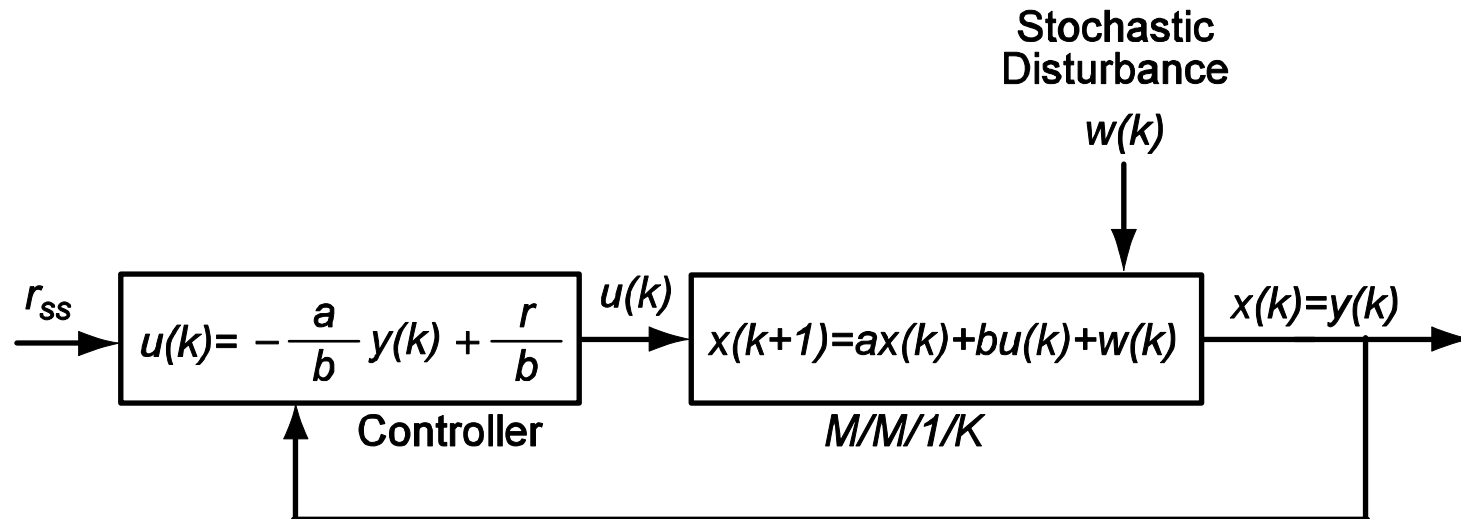 Stochastic
Disturbance
w(k)
r_ss
u(k)= - a/b y(k) + r/b
u(k)
x(k+1)=ax(k)+bu(k)+w(k)
x(k)=y(k)
Controller
M/M/1/K